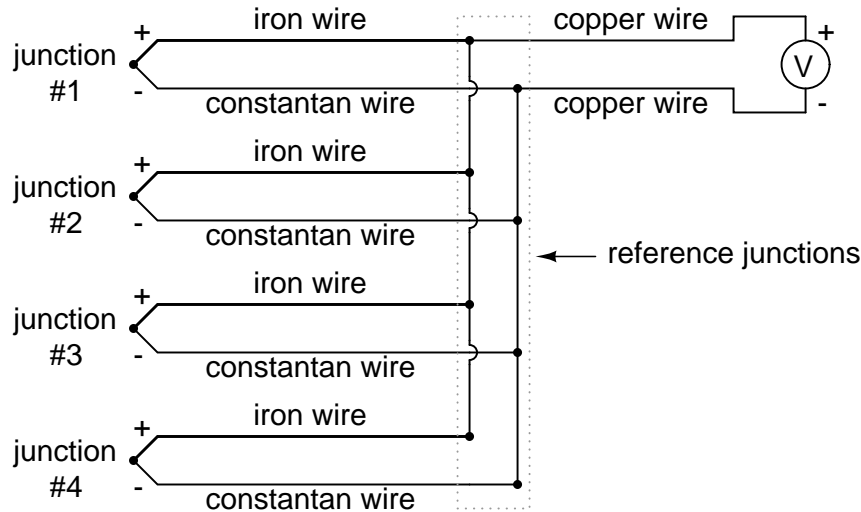 + iron wire copper wire +
junction
#1
V
- constantan wire copper wire -
+ iron wire
junction
#2
- constantan wire
reference junctions
+ iron wire
junction
#3
- constantan wire
+ iron wire
junction
#4
- constantan wire